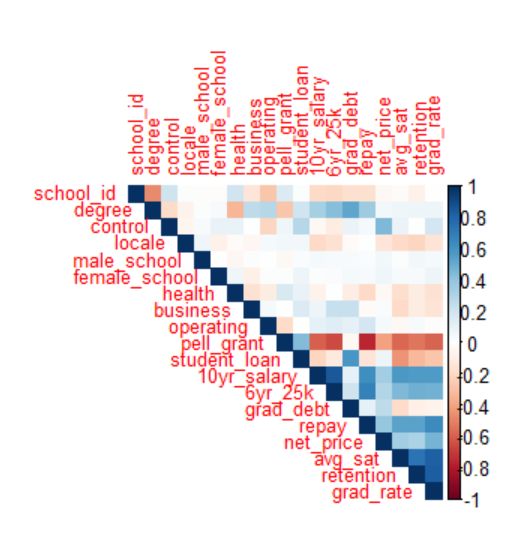 school_id
degree
control
locale
male_school
female_school
health
business
operating
pell_grant
student_loan
10yr_salary
6yr_25k
grad_debt
repay
net_price
avg_sat
retention
grad_rate
school_id
degree
control
locale
male_school
female_school
health
business
operating
pell_grant
student_loan
10yr_salary
6yr_25k
grad_debt
repay
net_price
avg_sat
retention
grad_rate
1
0.8
0.6
0.4
0.2
0
-0.2
-0.4
-0.6
-0.8
-1